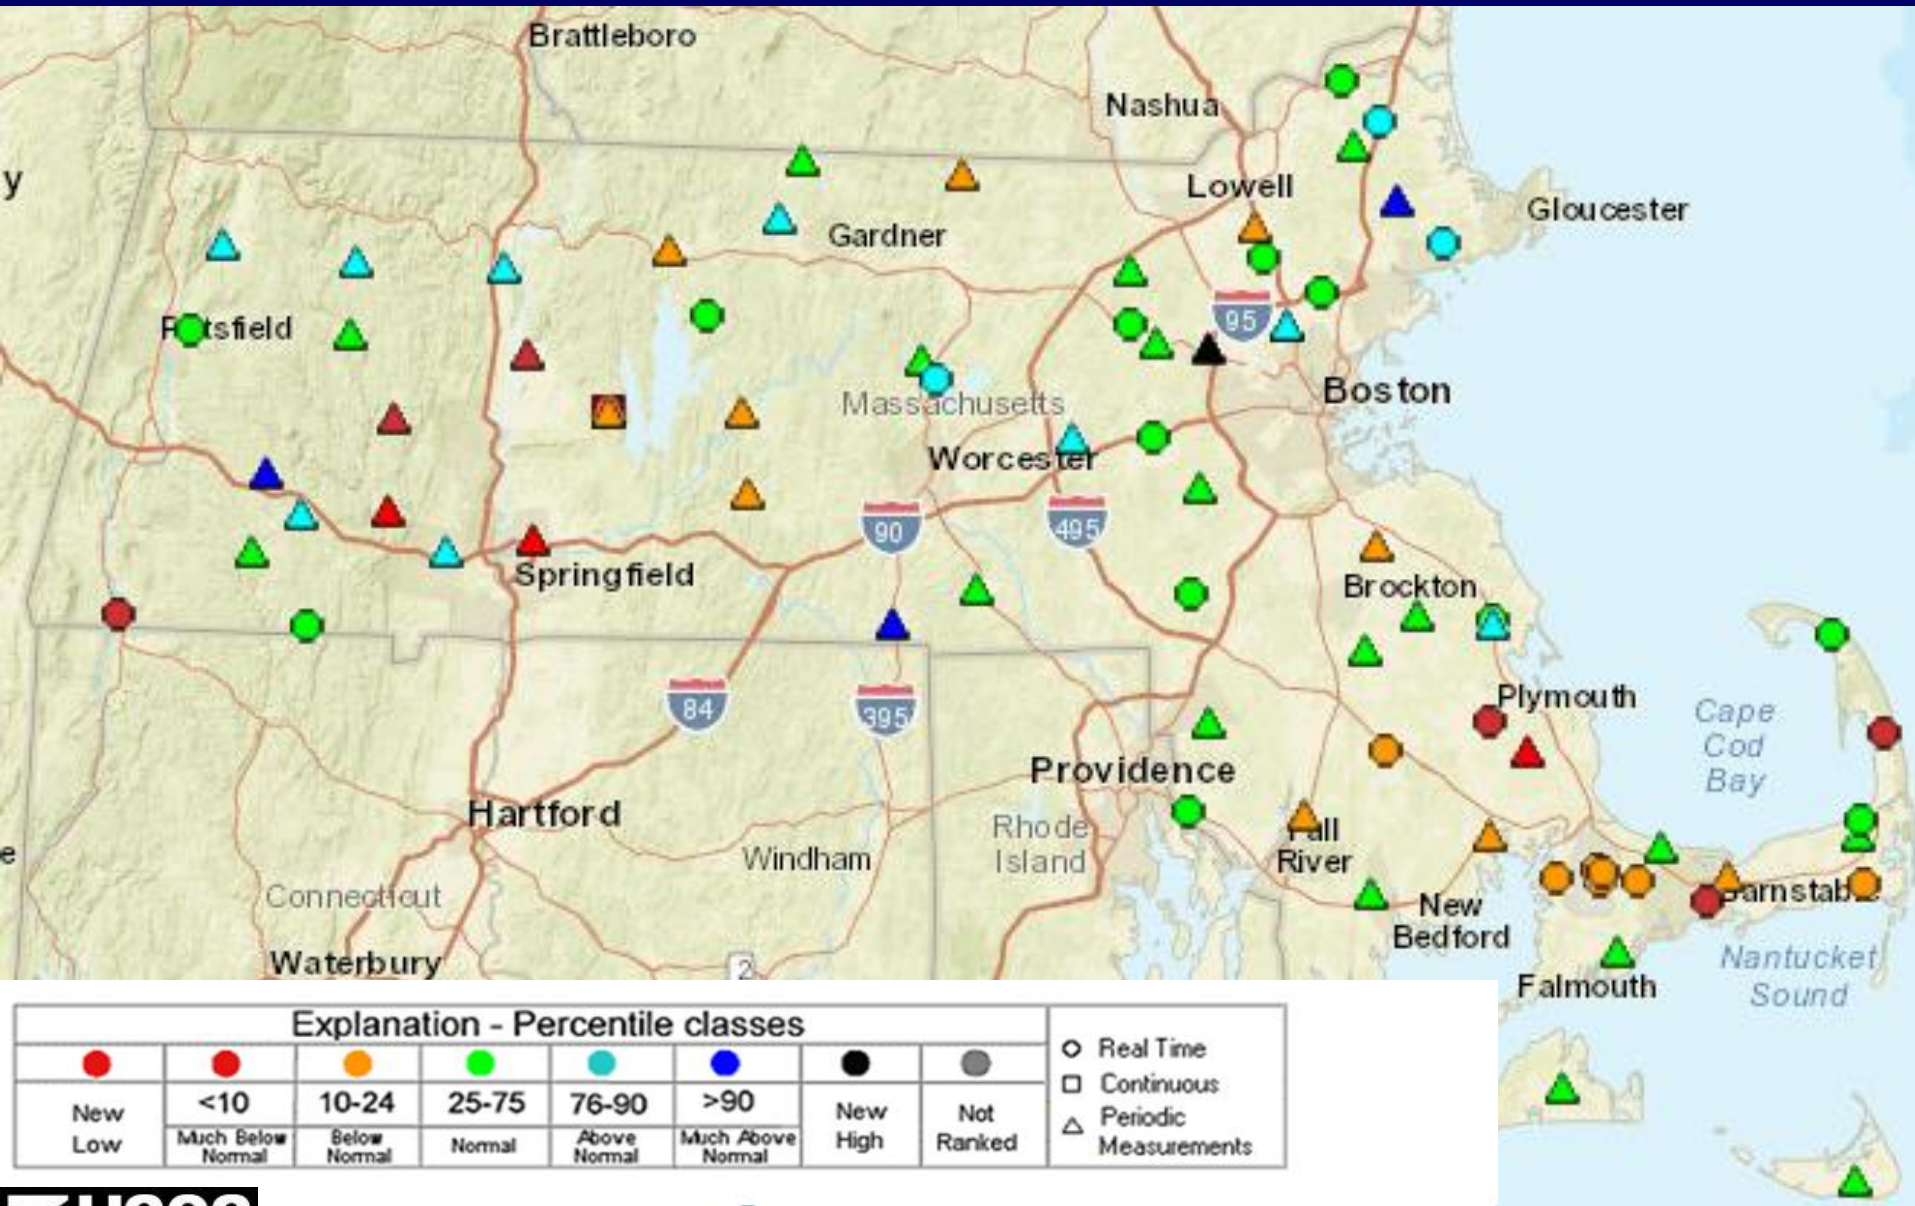 Brattleboro
Nashua
y
Lowell
Gloucester
Gardner
95
Boston
Massachusetts
Worcester
90
495
Springfield
Brockton
84
395
Plymouth
Cape
Cod
Bay
Providence
Hartford
Rhode
Island
Windham
River
e
Connecticut
New
Bedford
Waterbury
2
Nantucket
Sound
Falmouth
Explanation - Percentile classes
New
Low
<10
Much Below
Normal
10-24
Below
Normal
25-75
Normal
76-90
Above
Normal
>90
Much Above
Normal
New
High
Not
Ranked
Real Time
Continuous
Periodic
Measurements